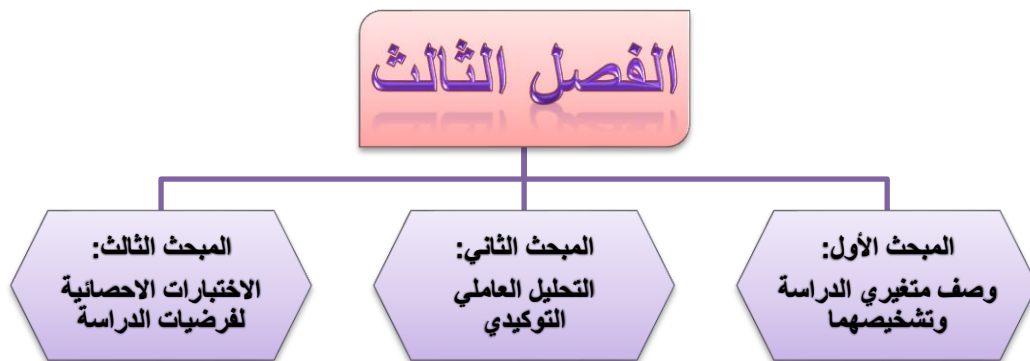 الفصل الثالث
المبحث الأول:
وصف متغيري الدراسة
وتشخيصهما
المبحث الثاني:
التحليل العاملي
التوكيدي
المبحث الثالث:
الاختبارات الاحصائية
لفرضيات الدراسة